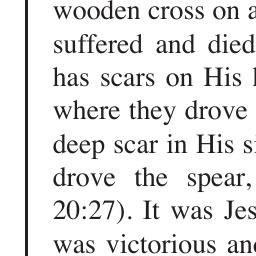 wooden cross on a
suffered and died
has scars on His
where they drove
deep scar in His
drove the spear,
20:27). It was
was victorious